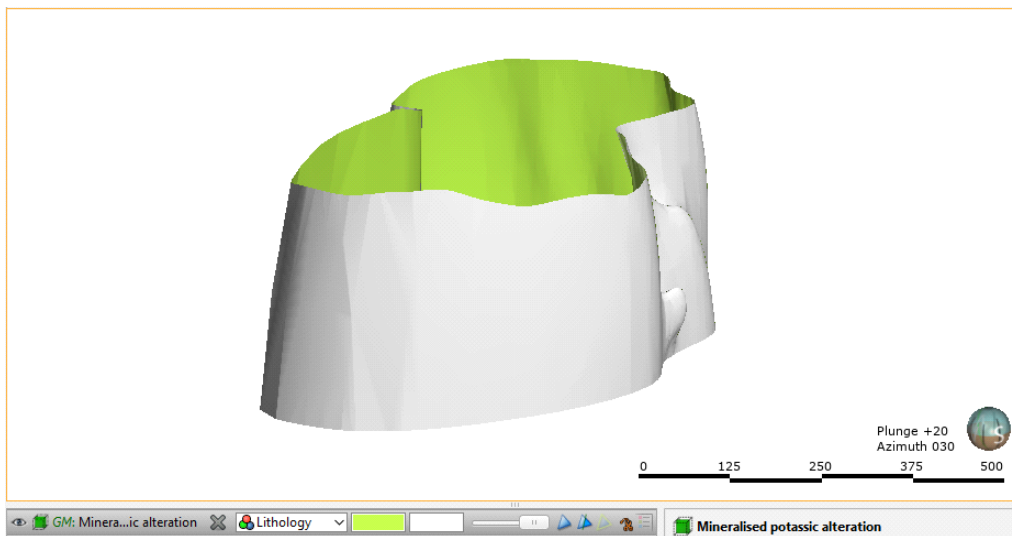 Plunge +20
Azimuth 030
0 125 250 375 500
GM: Minera...ic alteration Lithology Mineralised potassic alteration